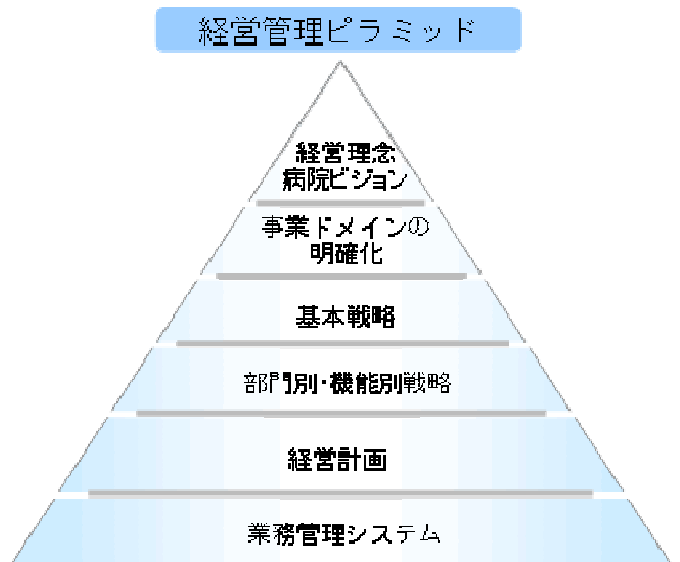 経営管理ピラミッド
経営理念
病院ビジョン
事業ドメインの
明確化
基本戦略
部門別･機能別戦略
経営計画
業務管理システム